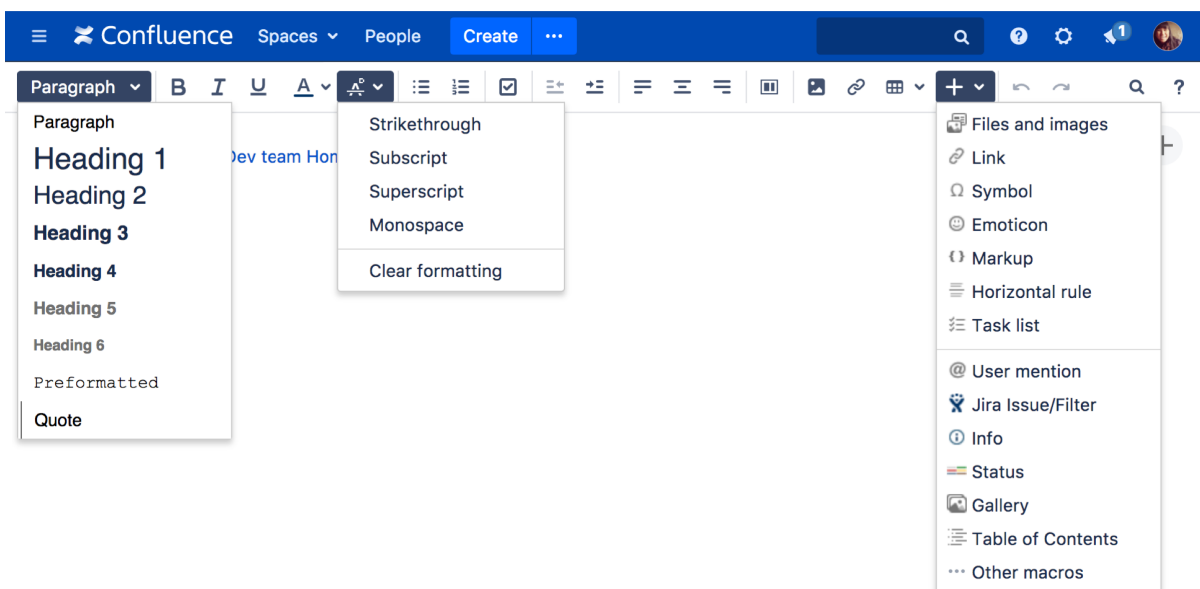 Confluence Spaces People Create ··· 1
Paragraph B I U A ?
Paragraph
Heading 1
Heading 2
Heading 3
Heading 4
Heading 5
Heading 6
Preformatted
Quote
Dev team Hon
Strikethrough
Subscript
Superscript
Monospace
Clear formatting
Files and images
Link
Symbol
Emoticon
Markup
Horizontal rule
Task list
User mention
Jira Issue/Filter
Info
Status
Gallery
Table of Contents
Other macros